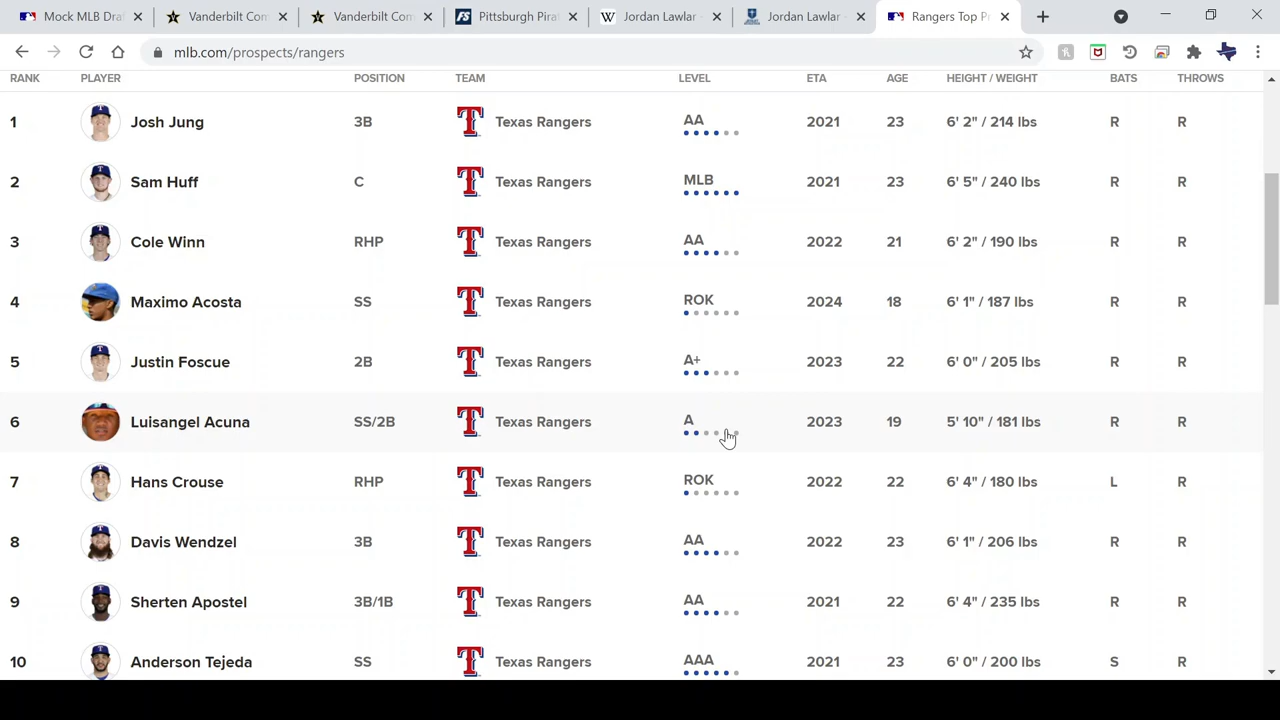 Mock MLB Dra
Vanderbilt Com
Vanderbilt Com
FS Pittsburgh Pira
W Jordan Lawlar -
Jordan Lawlar -
Rangers Top P
mlb.com/prospects/rangers
RANK PLAYER POSITION TEAM LEVEL ETA AGE HEIGHT / WEIGHT BATS THROWS
1 Josh Jung 3B T Texas Rangers AA 2021 23 6' 2" / 214 lbs R R
2 Sam Huff C T Texas Rangers MLB 2021 23 6' 5" / 240 lbs R R
3 Cole Winn RHP T Texas Rangers AA 2022 21 6' 2" / 190 lbs R R
4 Maximo Acosta SS T Texas Rangers ROK 2024 18 6' 1" / 187 lbs R R
5 Justin Foscue 2B T Texas Rangers A+ 2023 22 6' 0" / 205 lbs R R
6 Luisangel Acuna SS/2B T Texas Rangers A 2023 19 5' 10" / 181 lbs R R
7 Hans Crouse RHP T Texas Rangers ROK 2022 22 6' 4" / 180 lbs L R
8 Davis Wendzel 3B T Texas Rangers AA 2022 23 6' 1" / 206 lbs R R
9 Sherten Apostel 3B/1B T Texas Rangers AA 2021 22 6' 4" / 235 lbs R R
10 Anderson Tejeda SS T Texas Rangers AAA 2021 23 6' 0" / 200 lbs S R